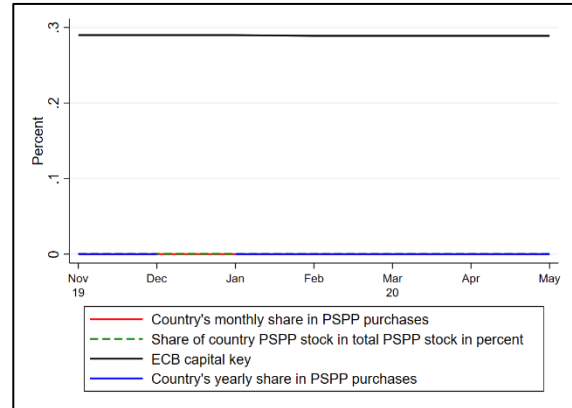 .3
.2
Percent
.1
0
Nov Dec Jan Feb Mar Apr May
19 20
Country's monthly share in PSPP purchases
Share of country PSPP stock in total PSPP stock in percent
ECB capital key
Country's yearly share in PSPP purchases